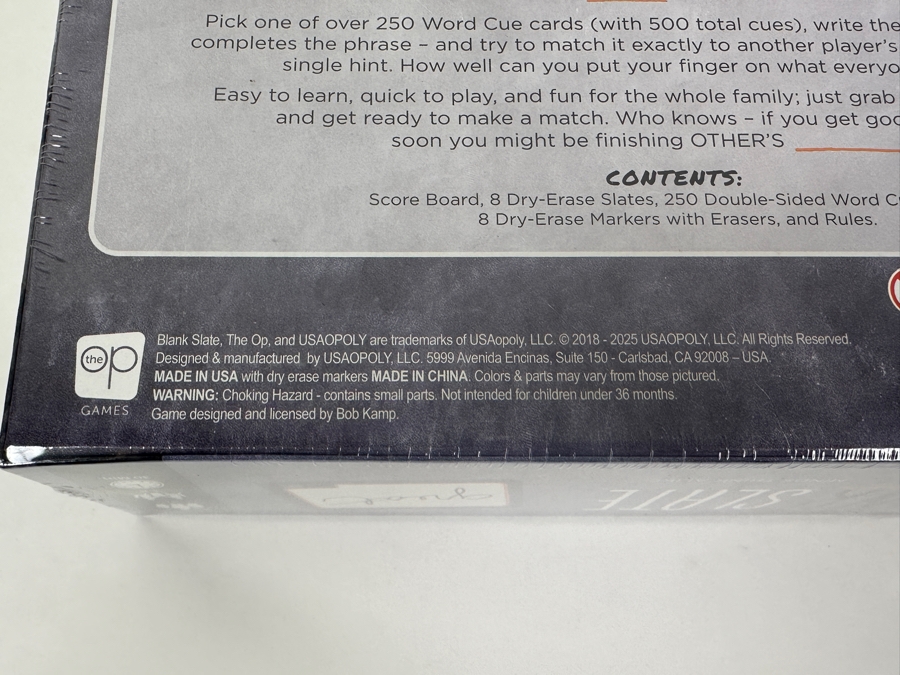 Pick one of over 250 Word Cue cards (with 500 total cues), write the
completes the phrase – and try to match it exactly to another player's
single hint. How well can you put your finger on what
Easy to learn, quick to play, and fun for the whole family; just grab
and get ready to make a match. Who knows – if you get
soon you might be finishing OTHER'S
CONTENTS:
Score Board, 8 Dry-Erase Slates, 250 Double-Sided Word
8 Dry-Erase Markers with Erasers, and Rules.
the op
GAMES
Blank Slate, The Op, and USAOPOLY are trademarks of USAopoly, LLC. © 2018 - 2025 USAOPOLY, LLC. All Rights Reserved.
Designed & manufactured by USAOPOLY, LLC. 5999 Avenida Encinas, Suite 150 - Carlsbad, CA 92008 – USA.
MADE IN USA with dry erase markers MADE IN CHINA. Colors & parts may vary from those pictured.
WARNING: Choking Hazard - contains small parts. Not intended for children under 36 months.
Game designed and licensed by Bob Kamp.
SLATE